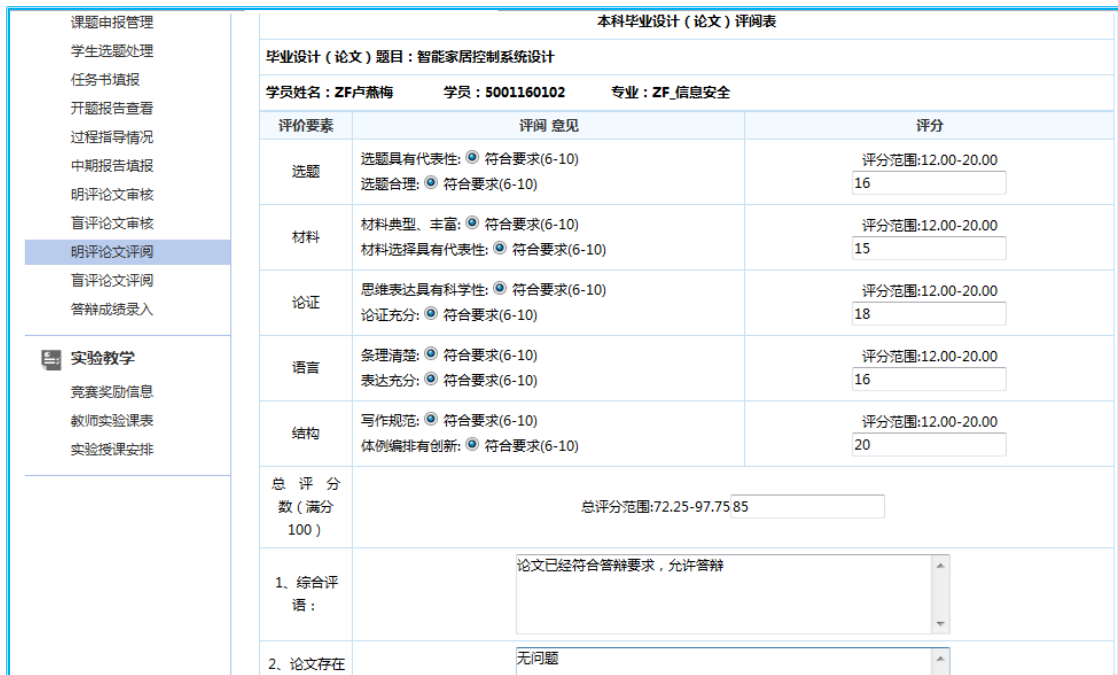 课题申报管理
学生选题处理
任务书填报
开题报告查看
过程指导情况
中期报告填报
明评论文审核
盲评论文审核
明评论文评阅
盲评论文评阅
答辩成绩录入
实验教学
竞赛奖励信息
教师实验课表
实验授课安排
本科毕业设计（论文）评阅表
毕业设计（论文）题目：智能家居控制系统设计
学员姓名：ZF卢燕梅 学员：5001160102 专业：ZF_信息安全
评价要素 评阅 意见 评分
选题
选题具有代表性: 符合要求(6-10)
选题合理: 符合要求(6-10)
评分范围:12.00-20.00
16
材料
材料典型、丰富: 符合要求(6-10)
材料选择具有代表性: 符合要求(6-10)
评分范围:12.00-20.00
15
论证
思维表达具有科学性: 符合要求(6-10)
论证充分: 符合要求(6-10)
评分范围:12.00-20.00
18
语言
条理清楚: 符合要求(6-10)
表达充分: 符合要求(6-10)
评分范围:12.00-20.00
16
结构
写作规范: 符合要求(6-10)
体例编排有创新: 符合要求(6-10)
评分范围:12.00-20.00
20
总 评 分
数（满分
100）
总评分范围:72.25-97.75 85
1、综合评
语：
论文已经符合答辩要求，允许答辩
2、论文存在
无问题